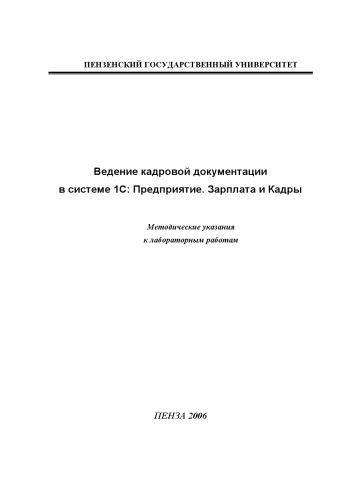 ПЕНЗЕНСКИЙ ГОСУДАРСТВЕННЫЙ УНИВЕРСИТЕТ
Ведение кадровой документации
в системе 1С: Предприятие. Зарплата и Кадры
Методические указания
к лабораторным работам
ПЕНЗА 2006